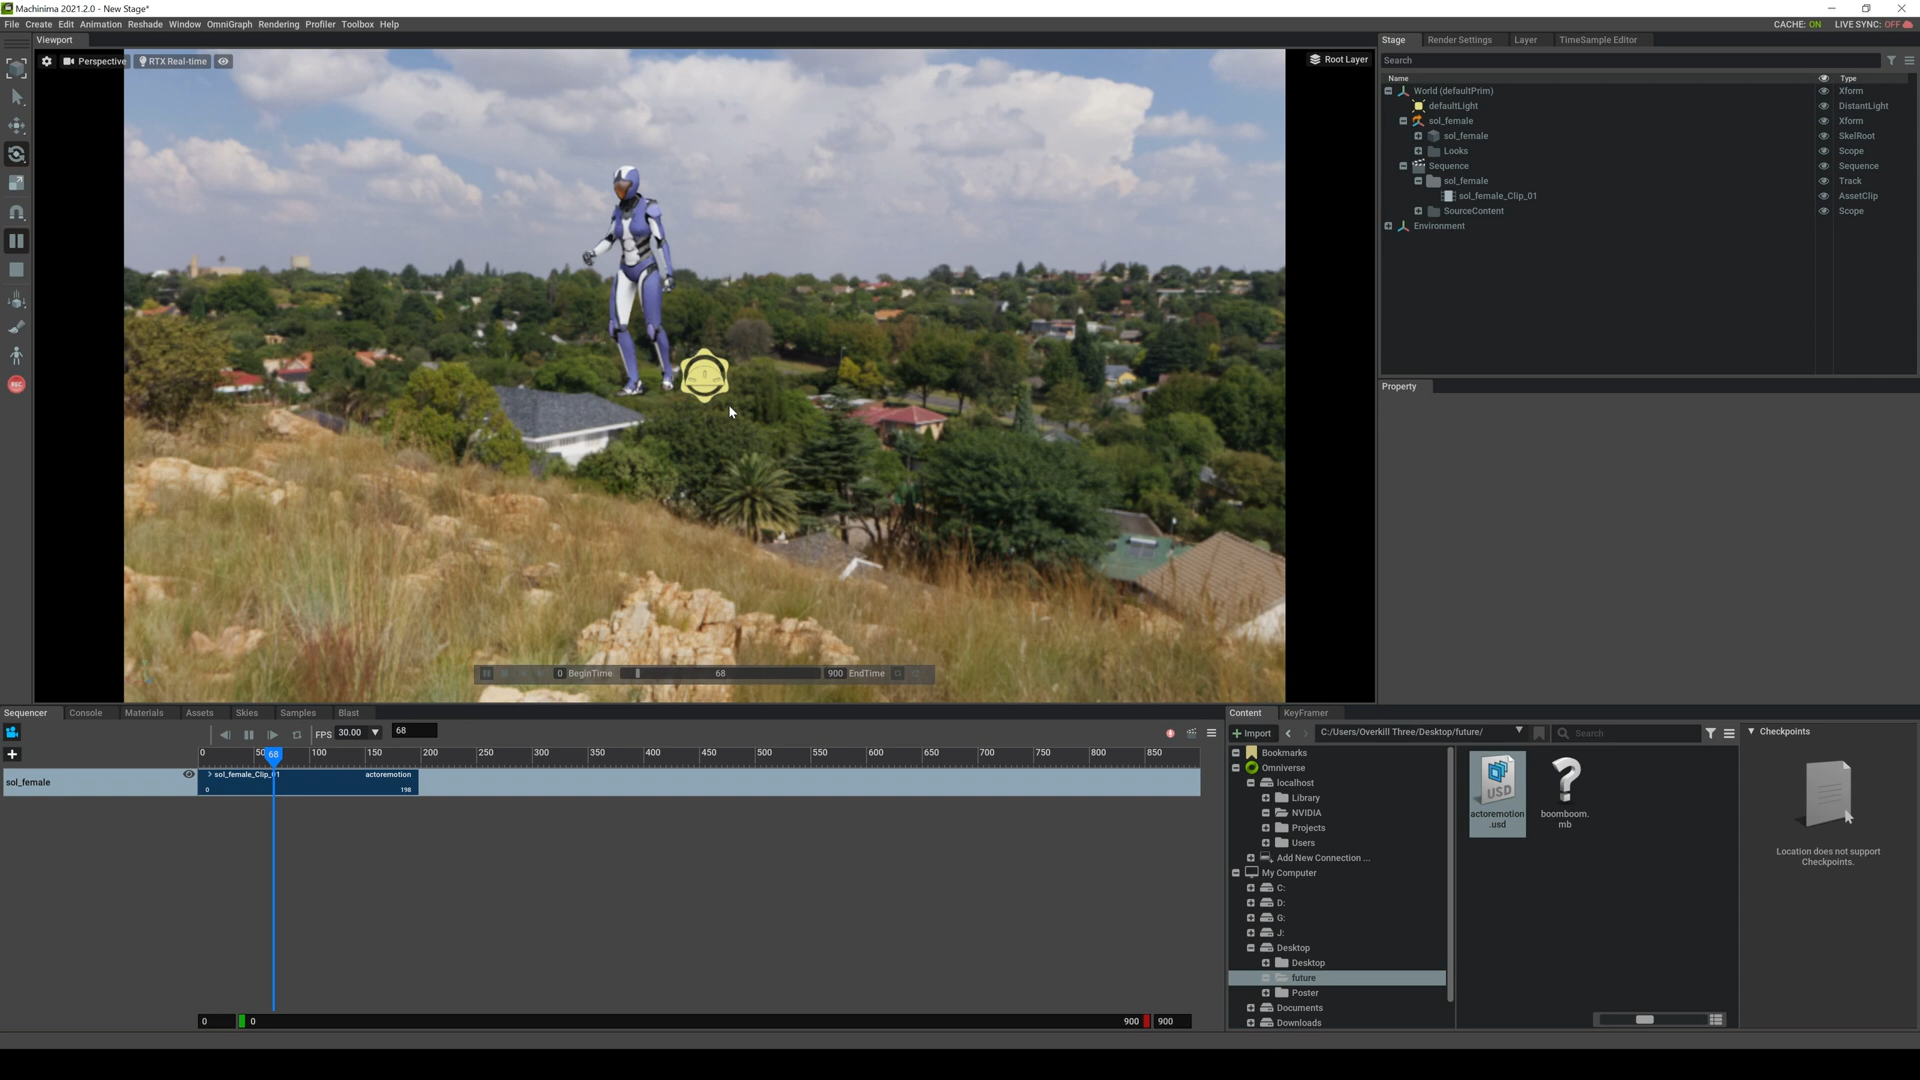 Machinima 2021.2.0 - New Stage*
File Create Edit Animation Reshade Window OmniGraph Rendering Profiler Toolbox Help
CACHE: ON LIVE SYNC: OFF
Viewport
Perspective RTX Real-time
Root Layer
0 BeginTime 68 900 EndTime
REC
Stage Render Settings Layer TimeSample Editor
Search
Name Type
World (defaultPrim) Xform
defaultLight DistantLight
sol_female Xform
sol_female SkelRoot
Looks Scope
Sequence Sequence
sol_female Track
sol_female_Clip_01 AssetClip
SourceContent Scope
Environment
Property
Sequencer Console Materials Assets Skies Samples Blast
FPS 30.00 68
0 50 68 100 150 200 250 300 350 400 450 500 550 600 650 700 750 800 850
sol_female
sol_female_Clip_01 actoremotion
0 198
0 0 900 900
Content KeyFramer
Import C:/Users/Overkill Three/Desktop/future/ Search
Bookmarks
Omniverse
localhost
Library
NVIDIA
Projects
Users
Add New Connection ...
My Computer
C:
D:
G:
J:
Desktop
Desktop
future
Poster
Documents
Downloads
USD
actoremotion
.usd
boomboom.
mb
Checkpoints
Location does not support
Checkpoints.